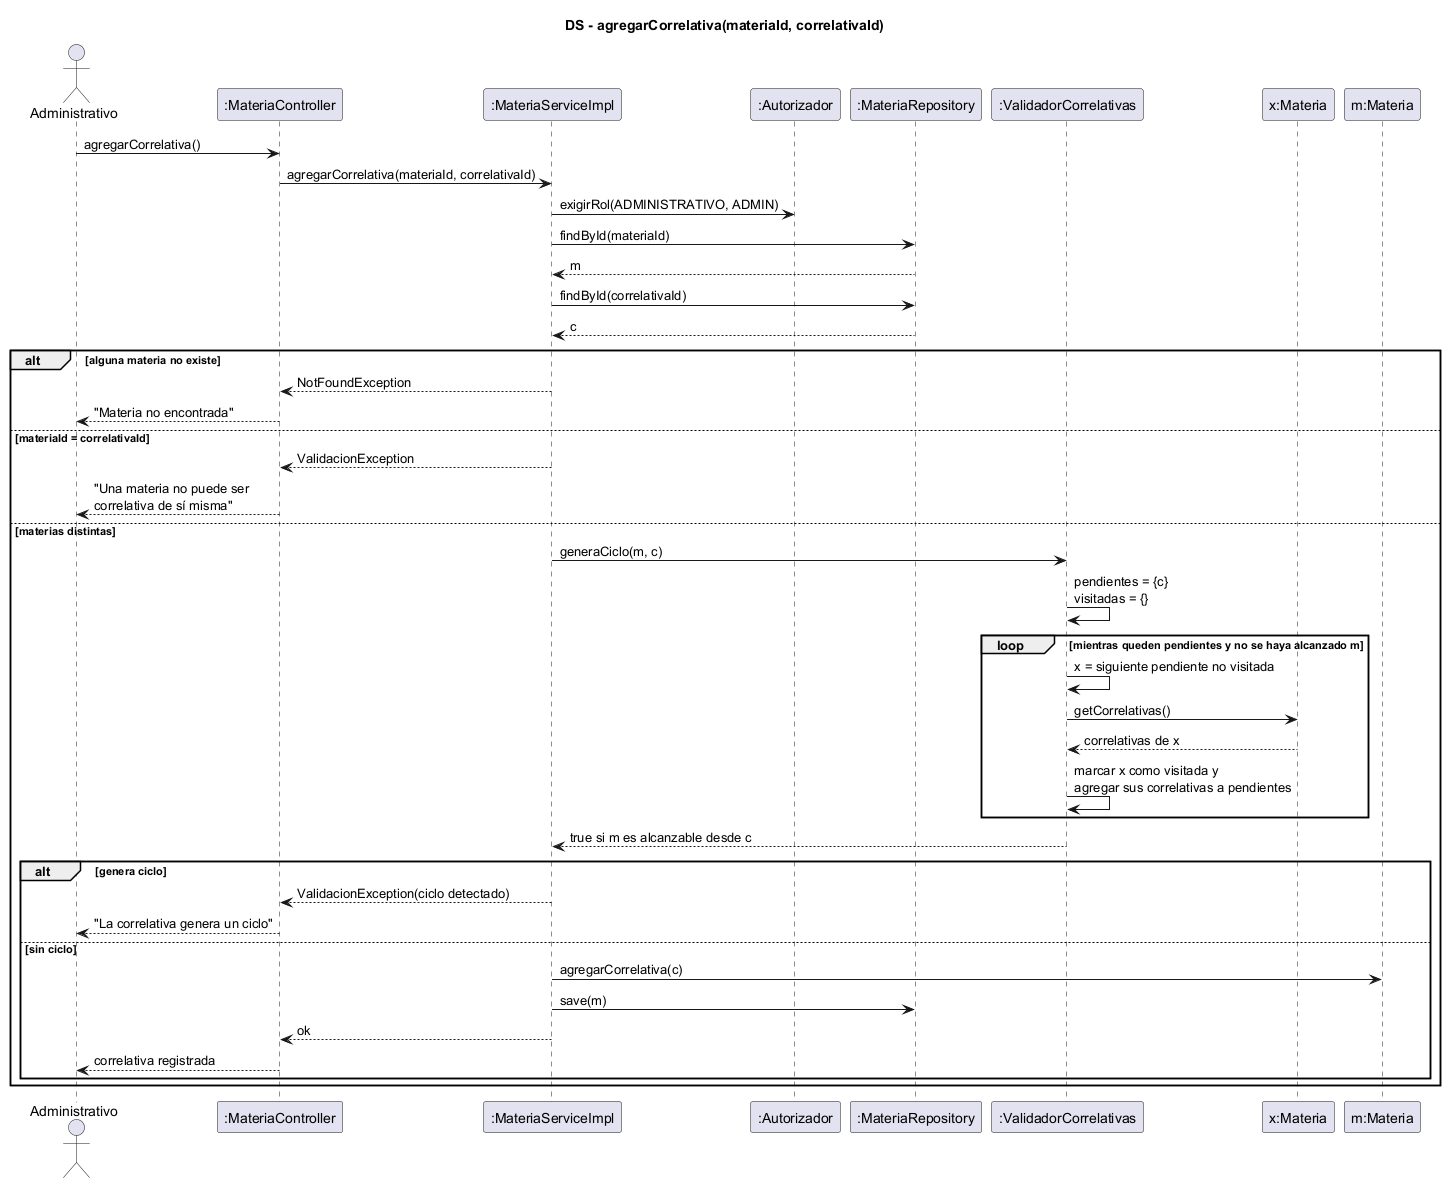 DS - agregarCorrelativa(materiaId, correlativaId)
Administrativo
:MateriaController
:MateriaServiceImpl
:Autorizador
:MateriaRepository
:ValidadorCorrelativas
x:Materia
m:Materia
agregarCorrelativa()
agregarCorrelativa(materiaId, correlativaId)
exigirRol(ADMINISTRATIVO, ADMIN)
findById(materiaId)
m
findById(correlativaId)
c
alt
[alguna materia no existe]
NotFoundException
"Materia no encontrada"
[materiaId = correlativaId]
ValidacionException
"Una materia no puede ser
correlativa de sí misma"
[materias distintas]
generaCiclo(m, c)
pendientes = {c}
visitadas = {}
loop
[mientras queden pendientes y no se haya alcanzado m]
x = siguiente pendiente no visitada
getCorrelativas()
correlativas de x
marcar x como visitada y
agregar sus correlativas a pendientes
true si m es alcanzable desde c
alt
[genera ciclo]
ValidacionException(ciclo detectado)
"La correlativa genera un ciclo"
[sin ciclo]
agregarCorrelativa(c)
save(m)
ok
correlativa registrada
Administrativo
:MateriaController
:MateriaServiceImpl
:Autorizador
:MateriaRepository
:ValidadorCorrelativas
x:Materia
m:Materia